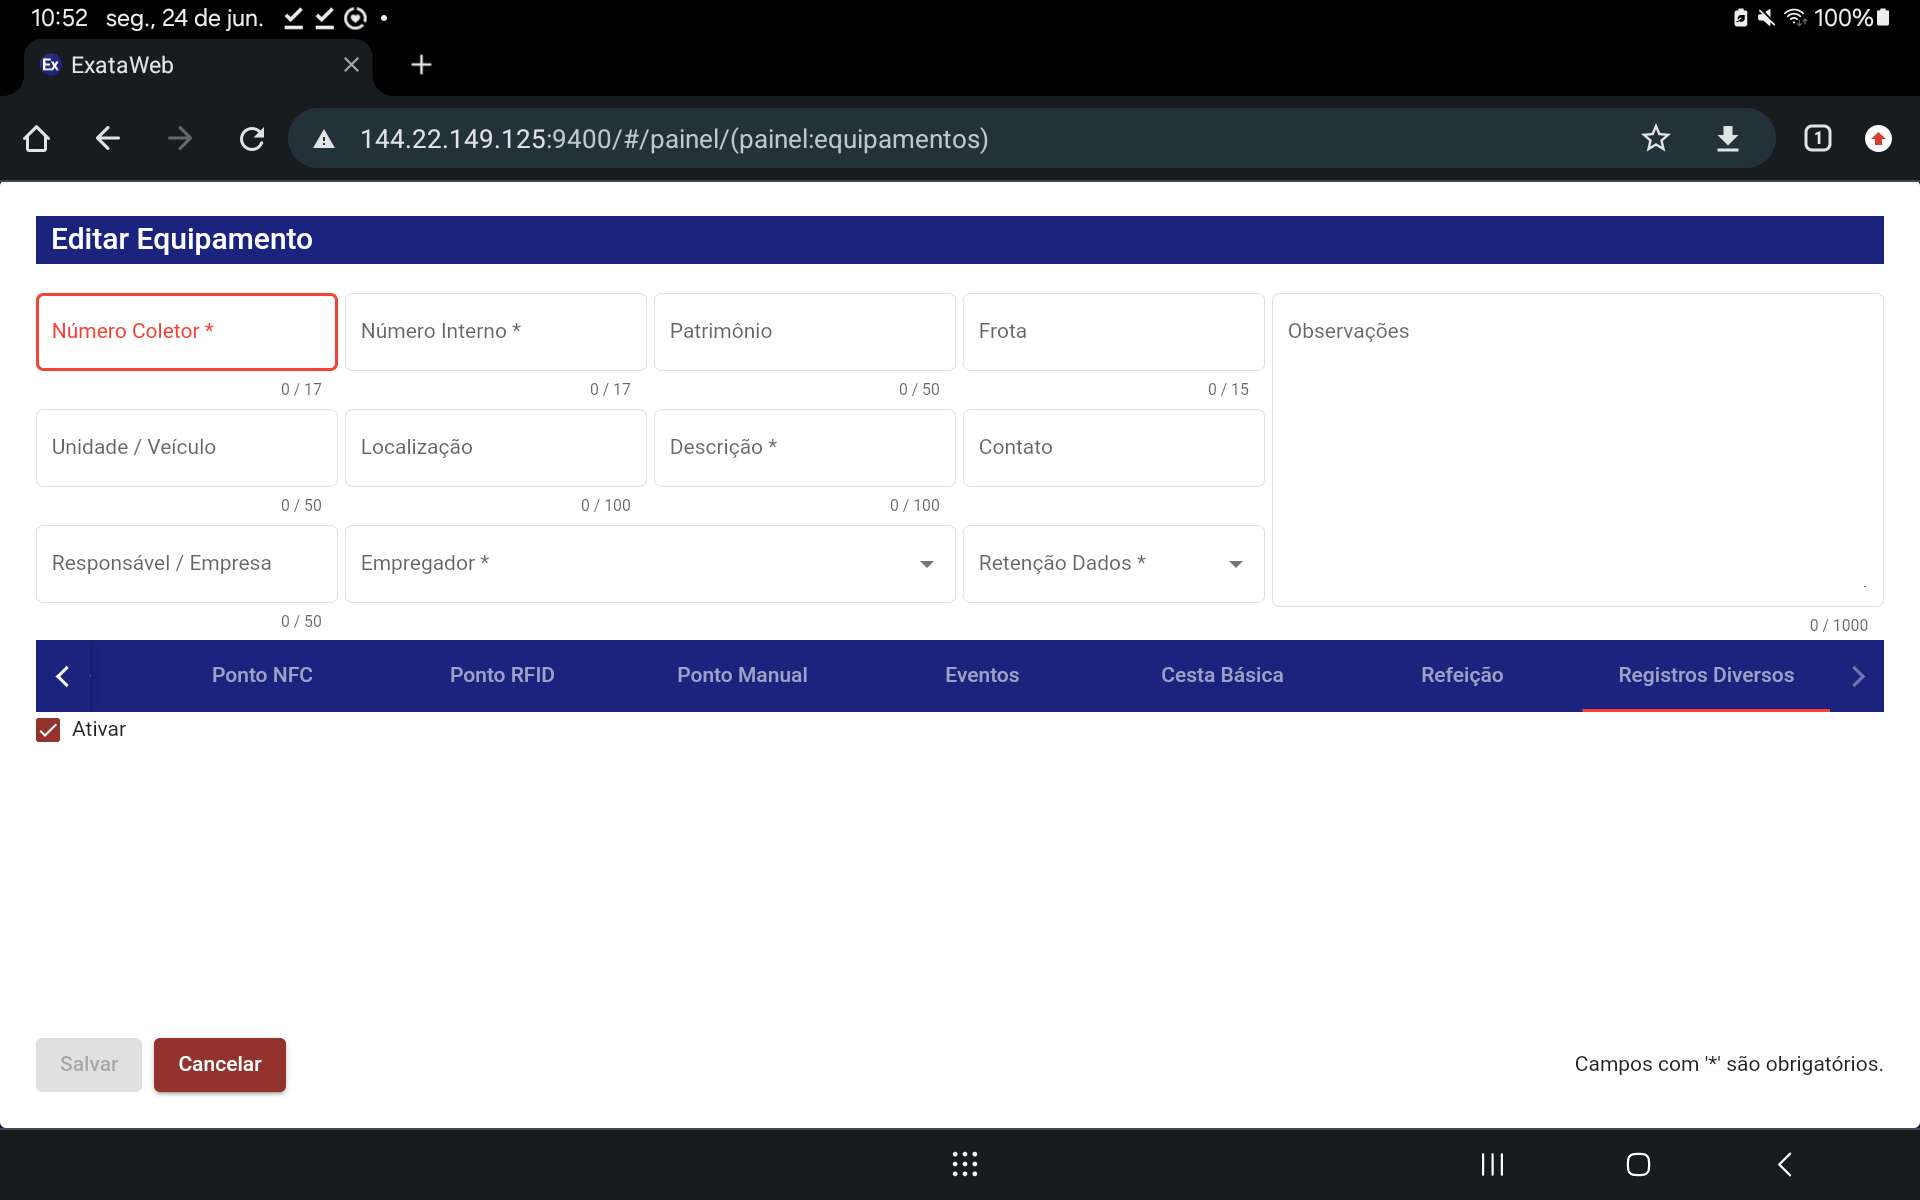 10:52 seg., 24 de jun.
100%
Ex ExataWeb
144.22.149.125:9400/#/painel/(painel:equipamentos)
1
Editar Equipamento
Número Coletor *
Número Interno *
Patrimônio
Frota
Observações
0 / 17
0 / 17
0 / 50
0 / 15
Unidade / Veículo
Localização
Descrição *
Contato
0 / 50
0 / 100
0 / 100
Responsável / Empresa
Empregador *
Retenção Dados *
0 / 50
0 / 1000
Ponto NFC
Ponto RFID
Ponto Manual
Eventos
Cesta Básica
Refeição
Registros Diversos
Ativar
Salvar
Cancelar
Campos com '*' são obrigatórios.